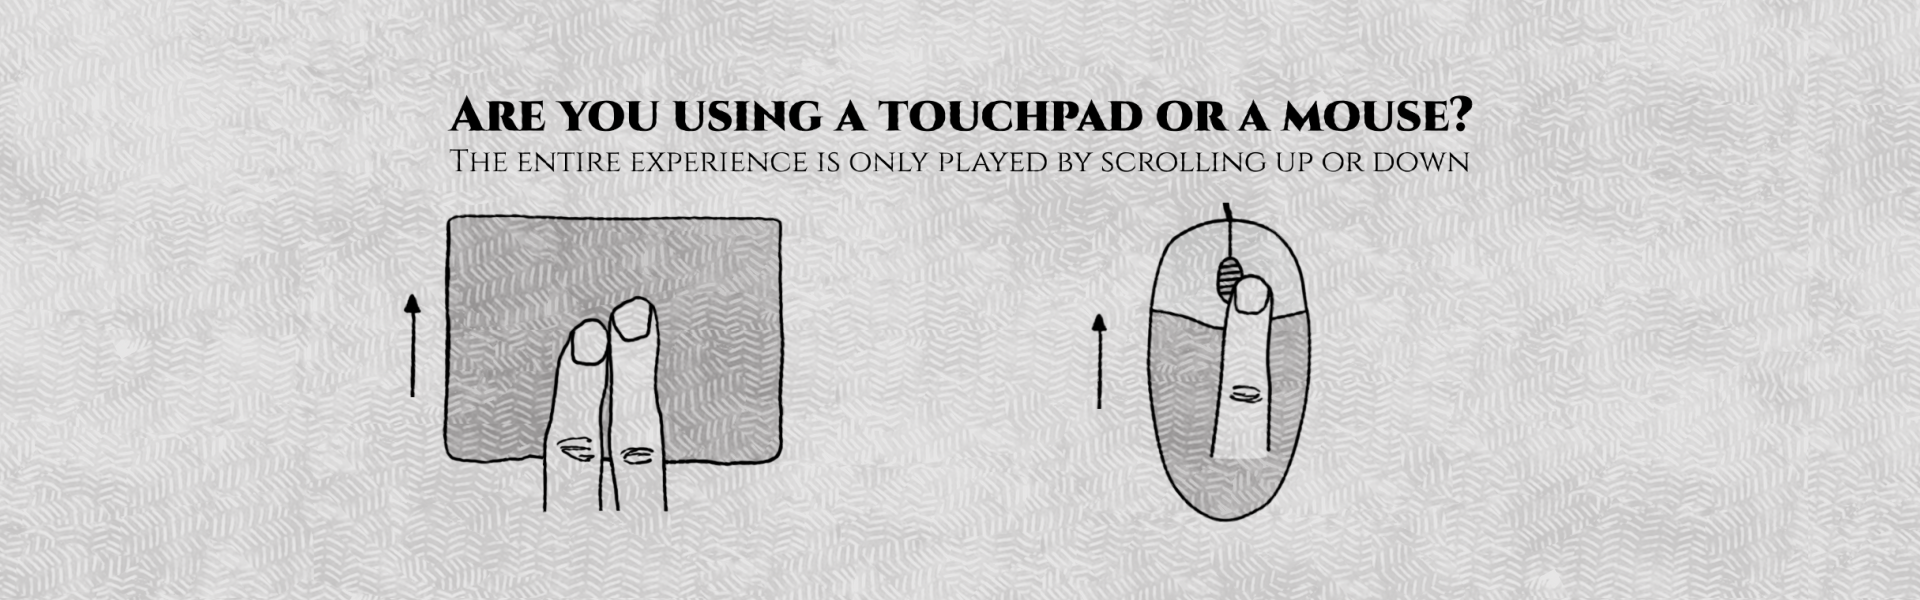 Are you using a touchpad or a mouse?
The entire experience is only played by scrolling up or down